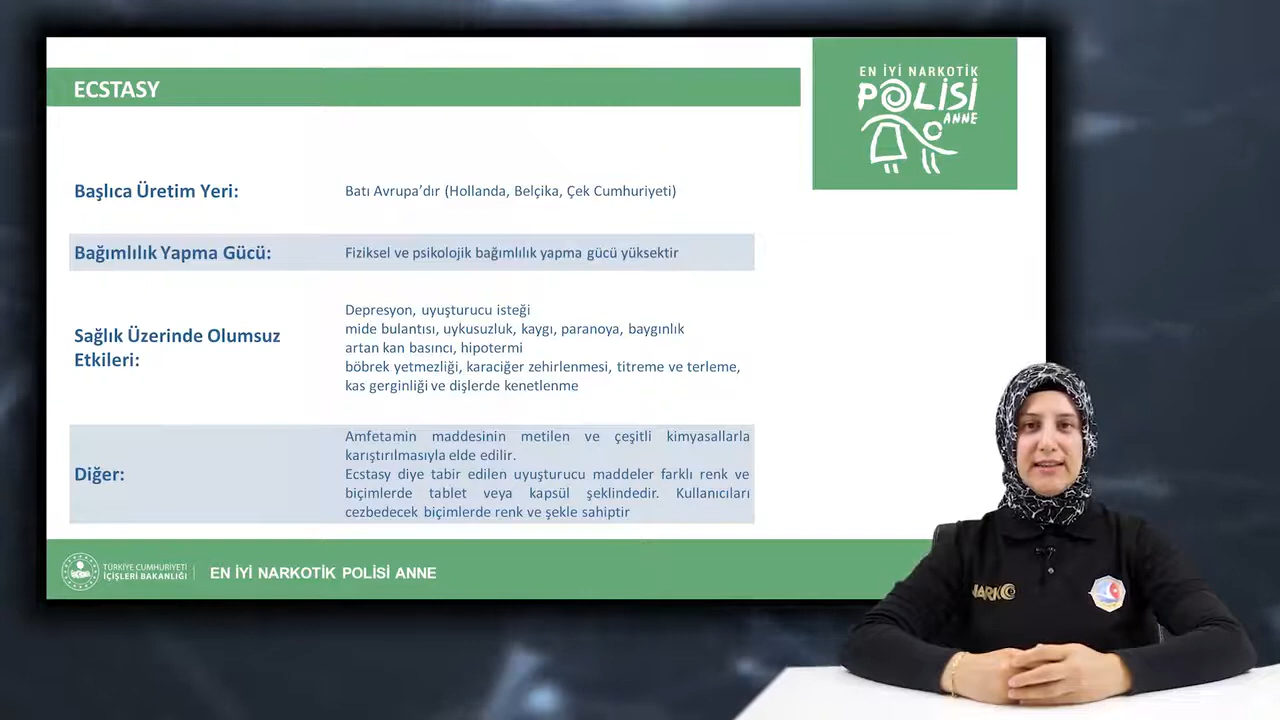 ECSTASY
EN İYİ NARKOTİK
POLİSİ
ANNE
Başlıca Üretim Yeri:
Batı Avrupa'dır (Hollanda, Belçika, Çek Cumhuriyeti)
Bağımlılık Yapma Gücü:
Fiziksel ve psikolojik bağımlılık yapma gücü yüksektir
Sağlık Üzerinde Olumsuz
Etkileri:
Depresyon, uyuşturucu isteği
mide bulantısı, uykusuzluk, kaygı, paranoya, baygınlık
artan kan basıncı, hipotermi
böbrek yetmezliği, karaciğer zehirlenmesi, titreme ve terleme,
kas gerginliği ve dişlerde kenetlenme
Diğer:
Amfetamin maddesinin metilen ve çeşitli kimyasallarla
karıştırılmasıyla elde edilir.
Ecstasy diye tabir edilen uyuşturucu maddeler farklı renk ve
biçimlerde tablet veya kapsül şeklindedir. Kullanıcıları
cezbedecek biçimlerde renk ve şekle sahiptir
TÜRKİYE CUMHURİYETİ
İÇİŞLERİ BAKANLIĞI
EN İYİ NARKOTİK POLİSİ ANNE
NARKO